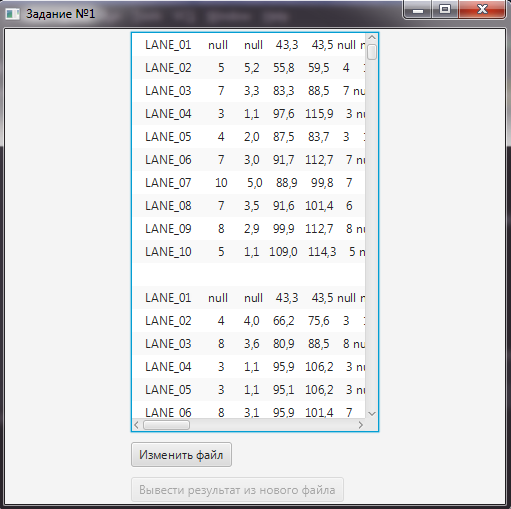 Задание №1
LANE_01 null null 43,3 43,5 null
LANE_02 5 5,2 55,8 59,5 4
LANE_03 7 3,3 83,3 88,5 7
LANE_04 3 1,1 97,6 115,9 3
LANE_05 4 2,0 87,5 83,7 3
LANE_06 7 3,0 91,7 112,7 7
LANE_07 10 5,0 88,9 99,8 7
LANE_08 7 3,5 91,6 101,4 6
LANE_09 8 2,9 99,9 112,7 8
LANE_10 5 1,1 109,0 114,3 5
LANE_01 null null 43,3 43,5 null
LANE_02 4 4,0 66,2 75,6 3
LANE_03 8 3,6 80,9 88,5 8
LANE_04 3 1,1 95,9 106,2 3
LANE_05 3 1,1 95,1 106,2 3
LANE_06 8 3,1 95,9 101,4 7
Изменить файл
Вывести результат из нового файла